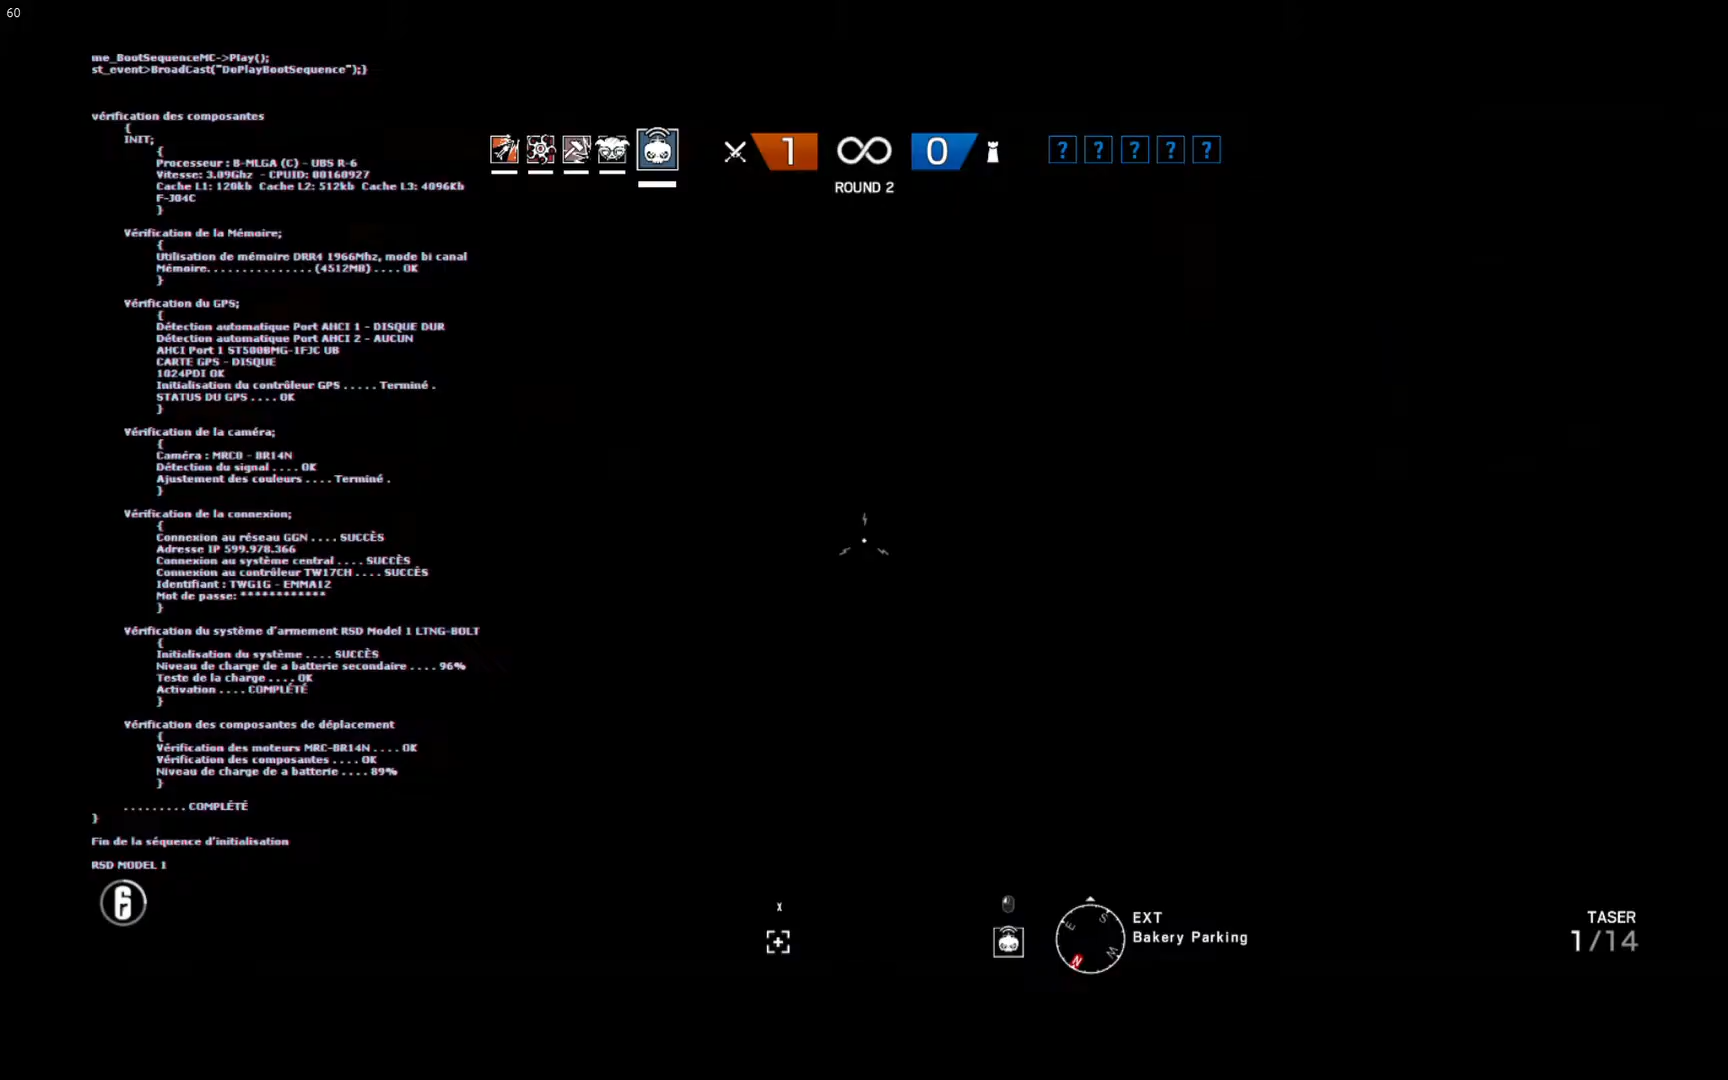 60
me_BootSequenceMC->Play();
st_event>BroadCast("DoPlayBootSequence");}
vérification des composantes
{
INIT;
{
Processeur : B-MLGA (C) - UBS R-6
Vitesse: 3.09Ghz - CPUID: 00160927
Cache L1: 120kb Cache L2: 512kb Cache L3: 4096Kb
F-J04C
}
Vérification de la Mémoire;
{
Utilisation de mémoire DRR4 1966Mhz, mode bi canal
Mémoire...............(4512MB)....OK
}
Vérification du GPS;
{
Détection automatique Port AHCI 1 - DISQUE DUR
Détection automatique Port AHCI 2 - AUCUN
AHCI Port 1 ST500BMG-1FJC UB
CARTE GPS - DISQUE
1024PDI OK
Initialisation du contrôleur GPS ..... Terminé .
STATUS DU GPS .... OK
}
Vérification de la caméra;
{
Caméra : MRCO - BR14N
Détection du signal .... OK
Ajustement des couleurs .... Terminé .
}
Vérification de la connexion;
{
Connexion au réseau GGN .... SUCCÈS
Adresse IP 599.978.366
Connexion au système central .... SUCCÈS
Connexion au contrôleur TW17CH .... SUCCÈS
Identifiant : TWG1G - EMMA12
Mot de passe: ************
}
Vérification du système d'armement RSD Model 1 LTNG-BOLT
{
Initialisation du système .... SUCCÈS
Niveau de charge de a batterie secondaire .... 96%
Teste de la charge .... OK
Activation .... COMPLÉTÉ
}
Vérification des composantes de déplacement
{
Vérification des moteurs MRC-BR14N .... OK
Vérification des composantes .... OK
Niveau de charge de a batterie .... 89%
}
......... COMPLÉTÉ
}
Fin de la séquence d'initialisation
RSD MODEL 1
1 ∞ 0
? ? ? ? ?
ROUND 2
6
X
E S N W
EXT
Bakery Parking
TASER
1/14